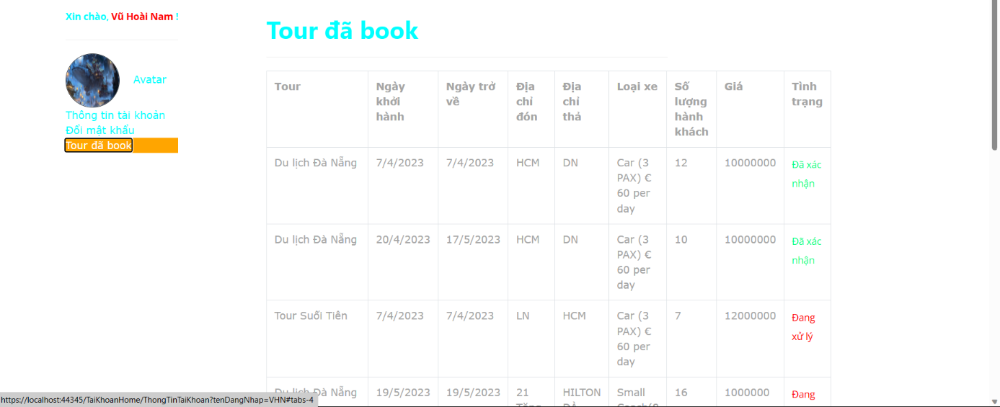 Xin chào, Vũ Hoài Nam !
Avatar
Thông tin tài khoản
Đổi mật khẩu
Tour đã book
Tour đã book
Tour
Ngày
khởi
hành
Ngày trở
về
Địa
chỉ
đón
Địa
chỉ
thả
Loại xe
Số
lượng
hành
khách
Giá
Tình
trạng
Du lịch Đà Nẵng
7/4/2023
7/4/2023
HCM
DN
Car (3
PAX) €
60 per
day
12
10000000
Đã xác
nhận
Du lịch Đà Nẵng
20/4/2023
17/5/2023
HCM
DN
Car (3
PAX) €
60 per
day
10
10000000
Đã xác
nhận
Tour Suối Tiên
7/4/2023
7/4/2023
LN
HCM
Car (3
PAX) €
60 per
day
7
12000000
Đang
xử lý
Du lịch Đà Nẵng
19/5/2023
19/5/2023
21
HILTON
Small
16
1000000
Đang
https://localhost:44345/TaiKhoanHome/ThongTinTaiKhoan?tenDangNhap=VHN#tabs-4